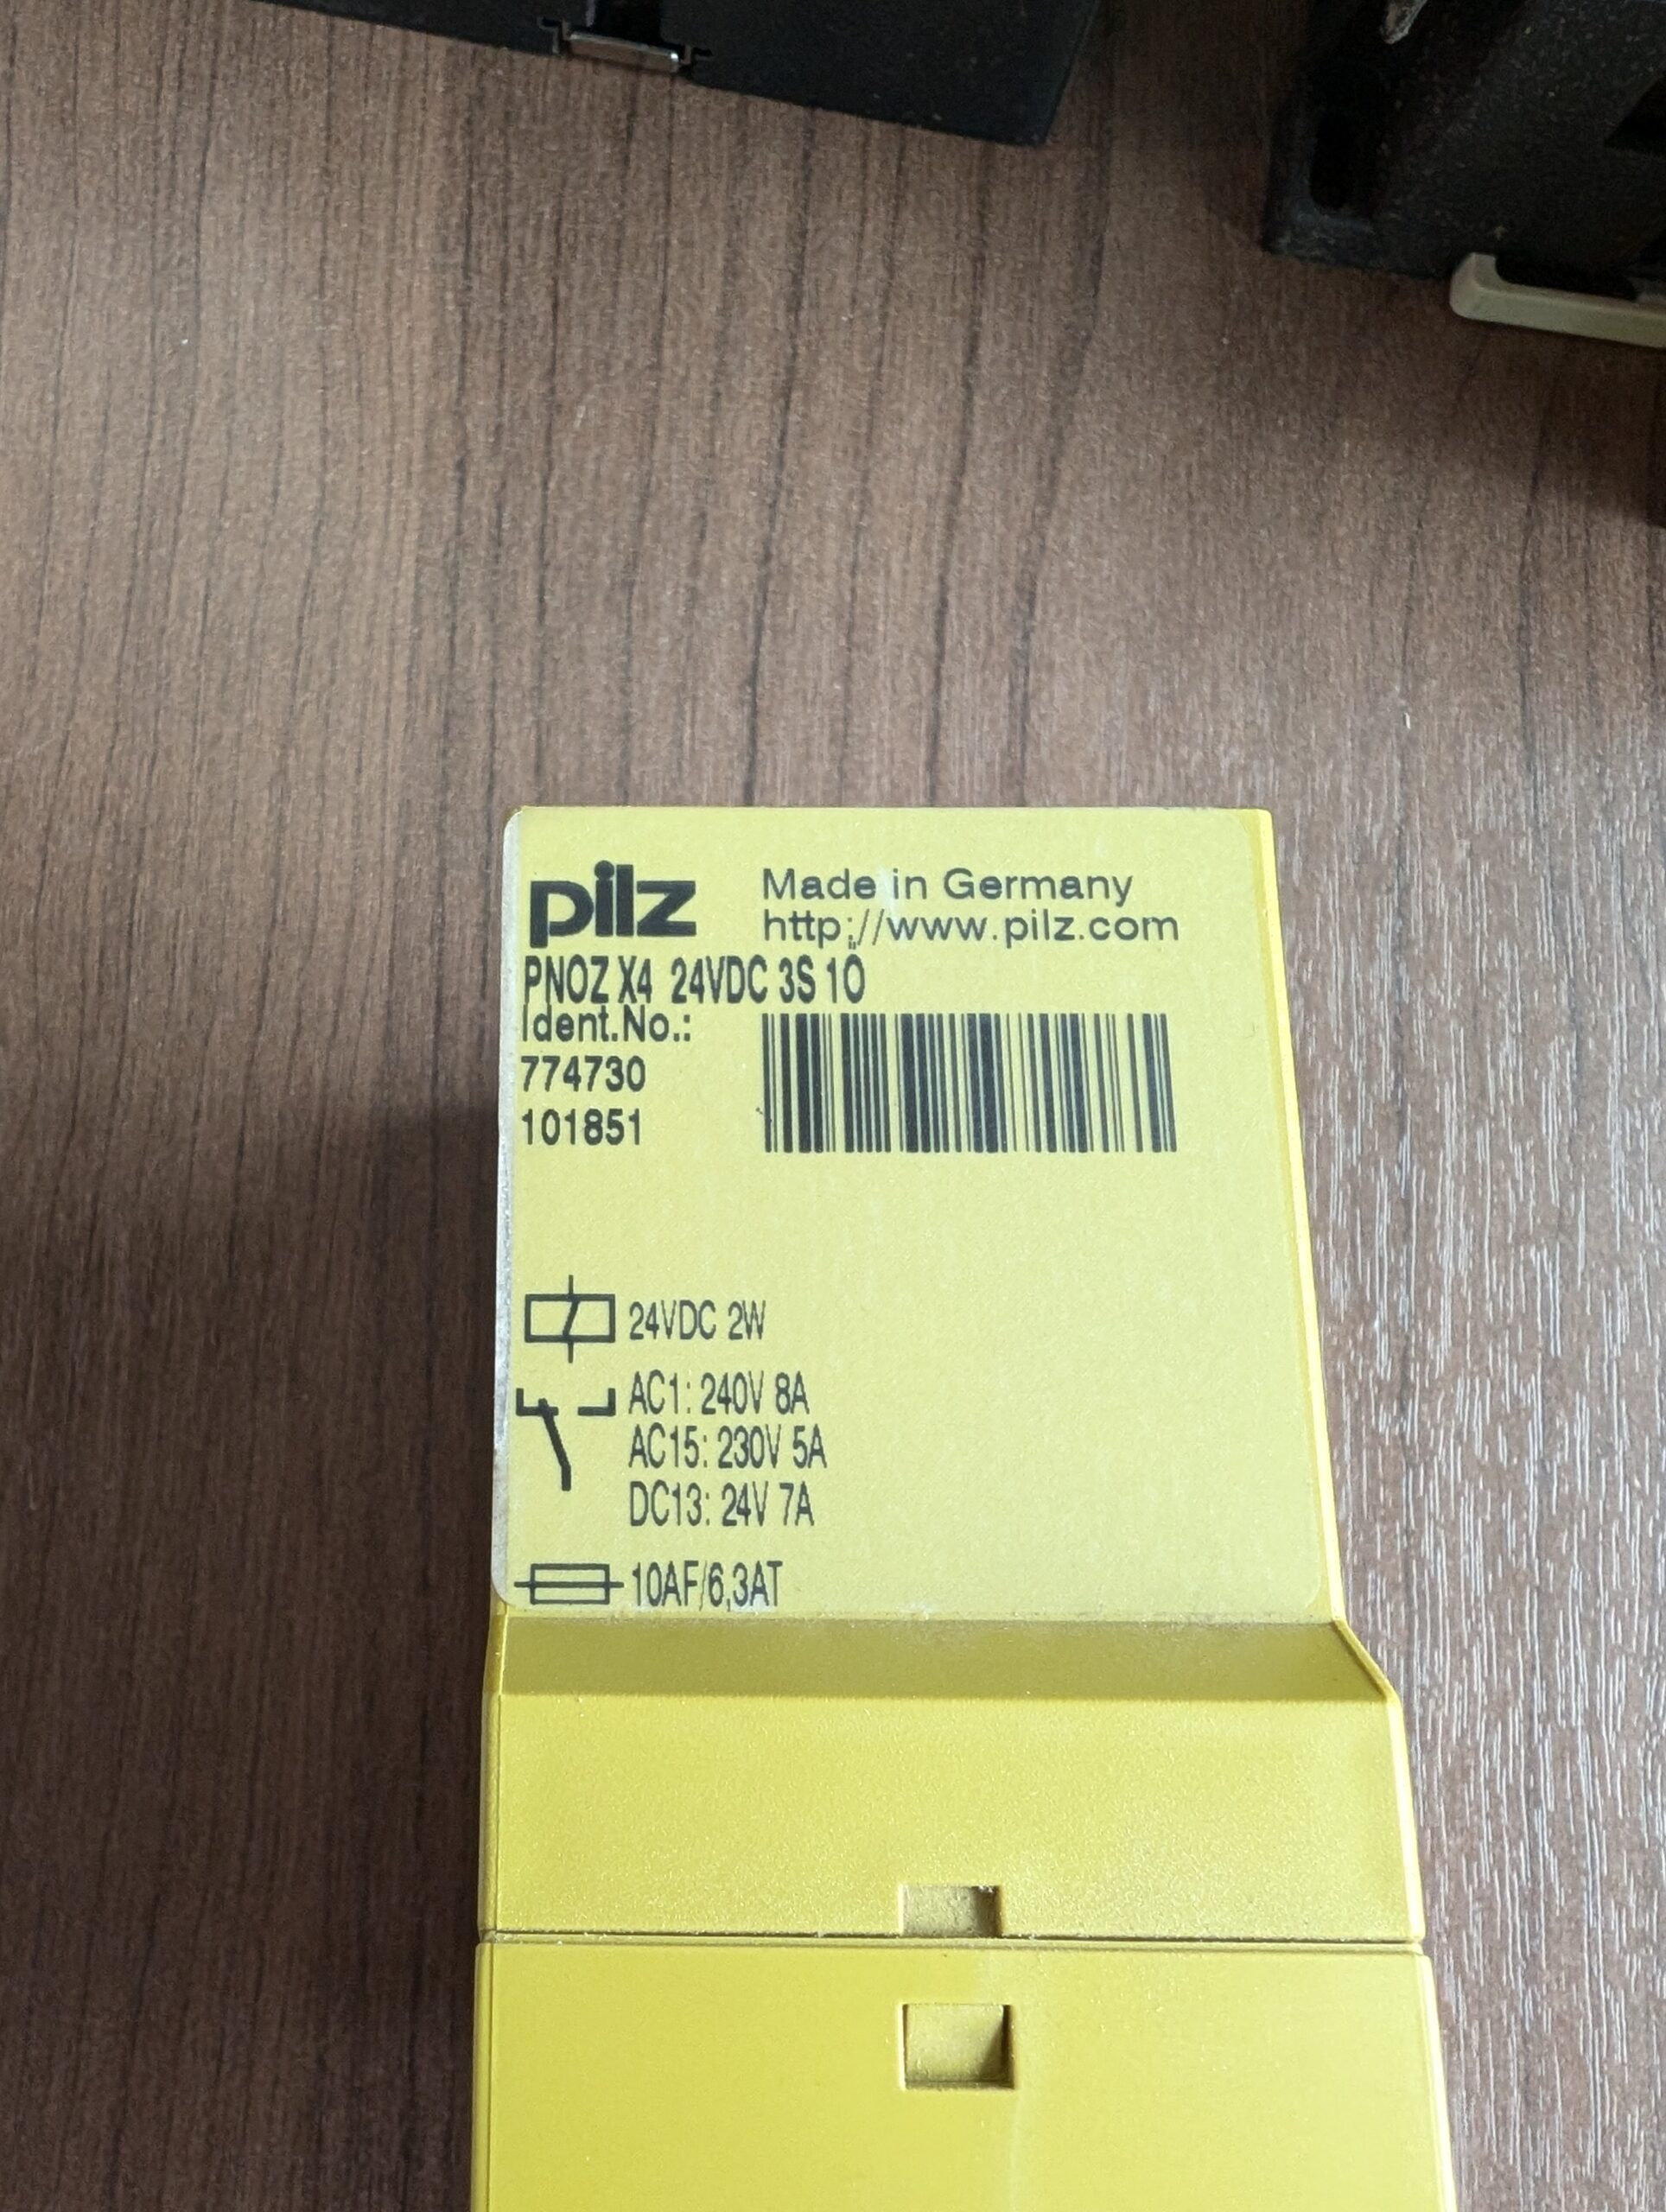 pilz
Made in Germany
http://www.pilz.com
PNOZ X4 24VDC 3S 1Ö
Ident.No.:
774730
101851
24VDC 2W
AC1: 240V 8A
AC15: 230V 5A
DC13: 24V 7A
10AF/6,3AT